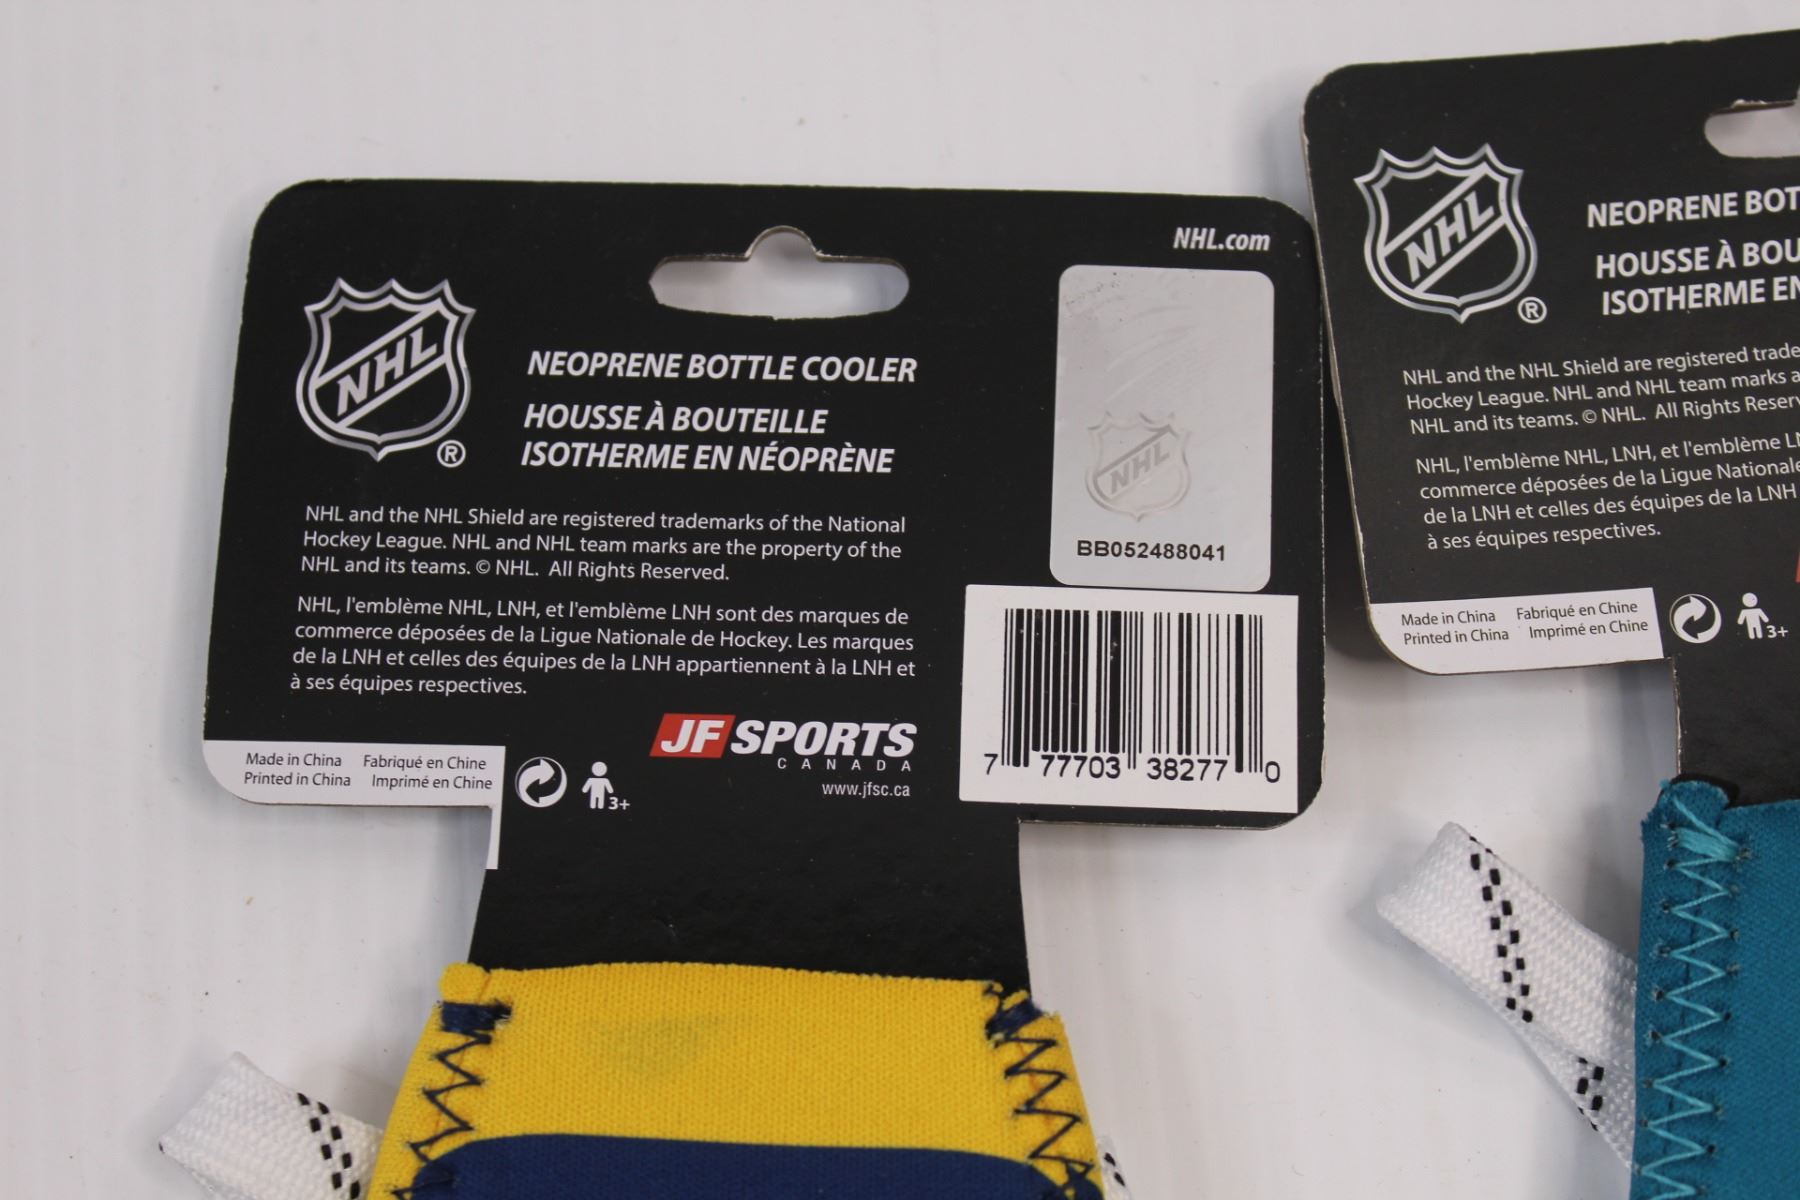 NHL.com
NHL
®
NEOPRENE BOTTLE COOLER
HOUSSE À BOUTEILLE
ISOTHERME EN NÉOPRÈNE
NHL and the NHL Shield are registered trademarks of the National
Hockey League. NHL and NHL team marks are the property of the
NHL and its teams. © NHL. All Rights Reserved.
NHL, l'emblème NHL, LNH, et l'emblème LNH sont des marques de
commerce déposées de la Ligue Nationale de Hockey. Les marques
de la LNH et celles des équipes de la LNH appartiennent à la LNH et
à ses équipes respectives.
JF SPORTS
CANADA
www.jfsc.ca
Made in China Fabriqué en Chine
Printed in China Imprimé en Chine
3+
NHL
BB052488041
7 77703 38277 0
NHL
®
NEOPRENE BOT
HOUSSE À BOU
ISOTHERME EN
NHL and the NHL Shield are registered trade
Hockey League. NHL and NHL team marks a
NHL and its teams. © NHL. All Rights Reserv
NHL, l'emblème NHL, LNH, et l'emblème LN
commerce déposées de la Ligue Nationale
de la LNH et celles des équipes de la LNH
à ses équipes respectives.
Made in China Fabriqué en Chine
Printed in China Imprimé en Chine
3+